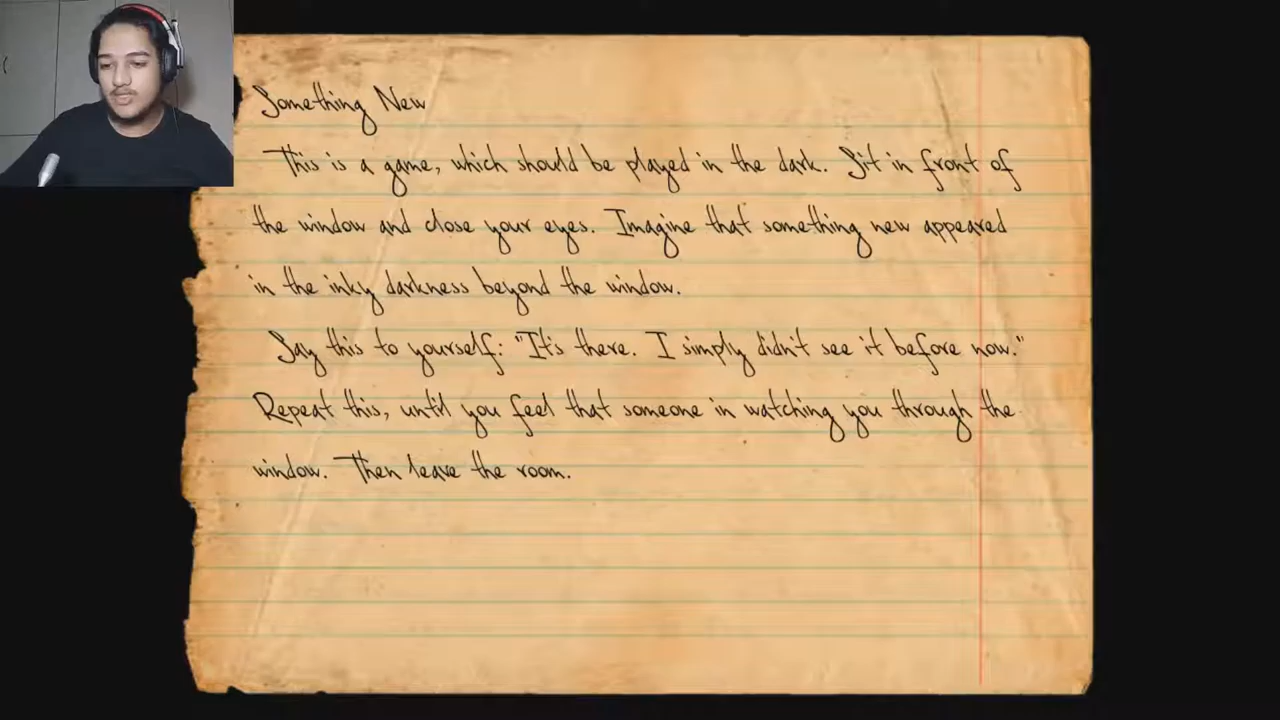 Something New
This is a game, which should be played in the dark. Sit in front of
the window and close your eyes. Imagine that something new appeared
in the inky darkness beyond the window.
Say this to yourself: "It's there. I simply didn't see it before now."
Repeat this, until you feel that someone in watching you through the
window. Then leave the room.